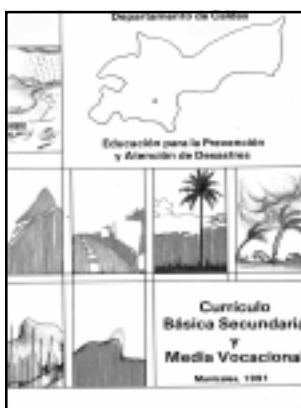 Departamento de Caldas
Educación para la Prevención
y Atención de Desastres
Currículo
Básica Secundaria
y
Media Vocacional
Manizales, 1991